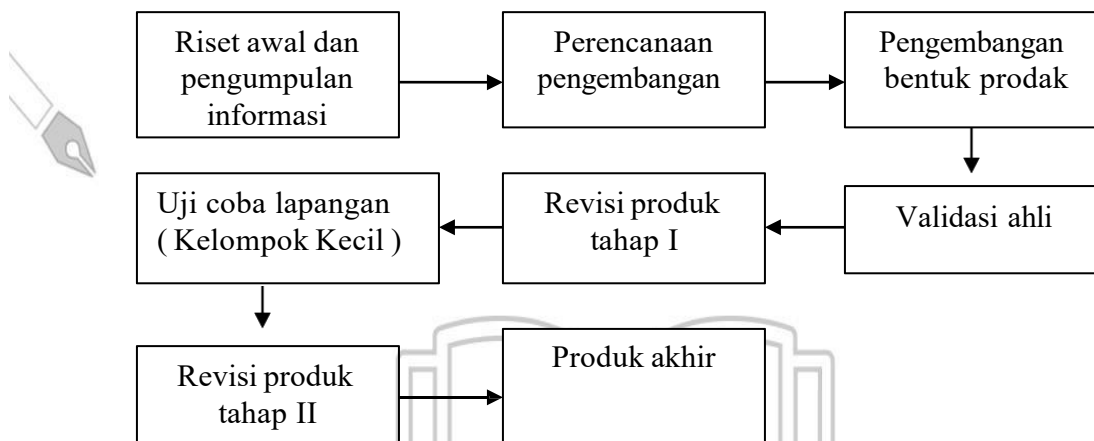 Riset awal dan
pengumpulan
informasi
Perencanaan
pengembangan
Pengembangan
bentuk prodak
Validasi ahli
Revisi produk
tahap I
Uji coba lapangan
( Kelompok Kecil )
Revisi produk
tahap II
Produk akhir